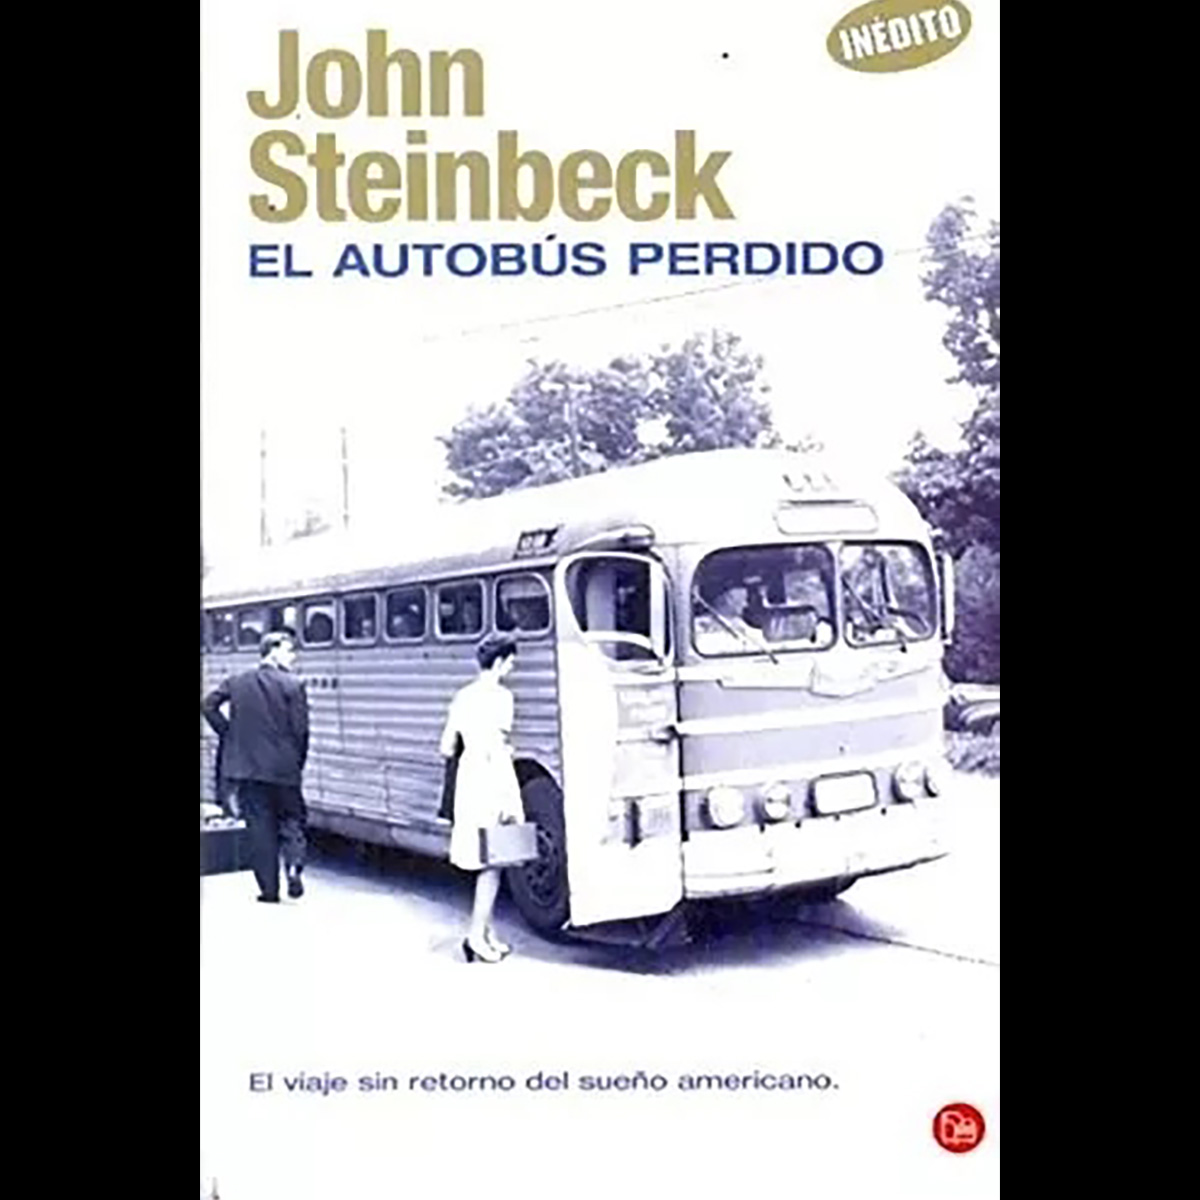 INÉDITO
John
Steinbeck
EL AUTOBÚS PERDIDO
El viaje sin retorno del sueño americano.